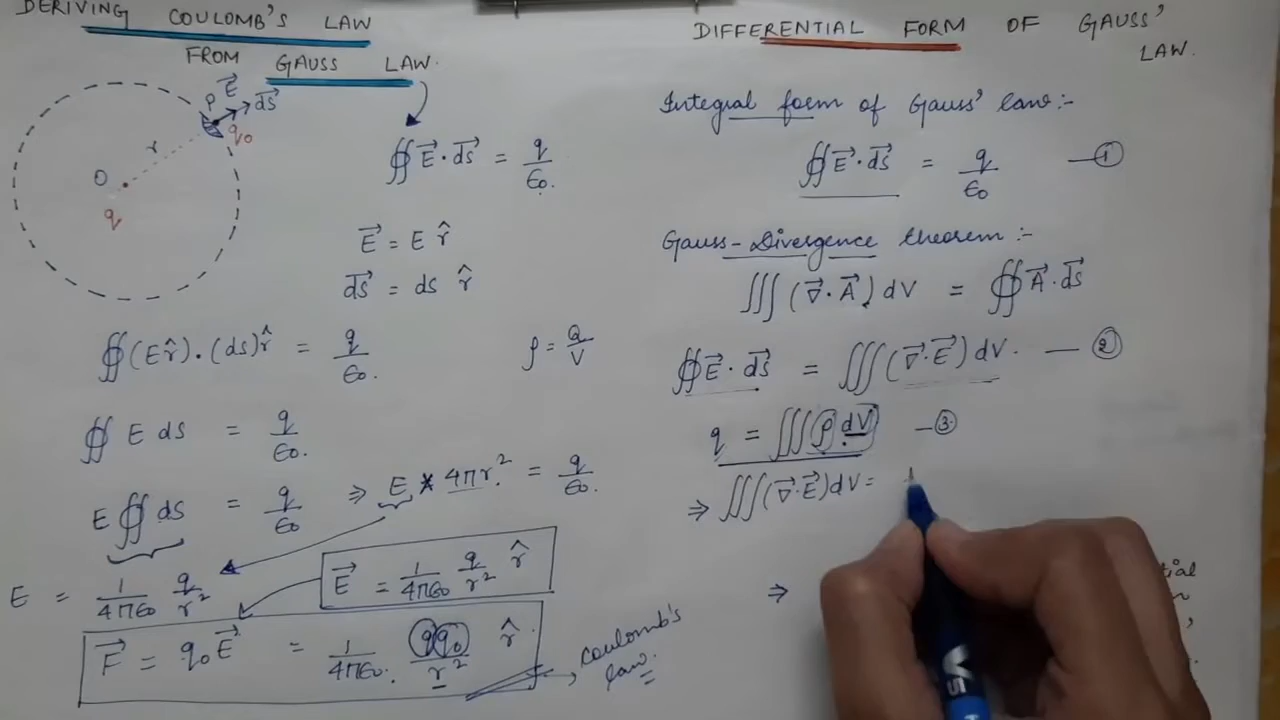 DERIVING COULOMB'S LAW
FROM GAUSS LAW.
P E⃗ ds⃗
q₀
r
O
q
∯ E⃗ · ds⃗ = q/ε₀.
E⃗ = E r̂
ds⃗ = ds r̂
∯ (E r̂) · (ds) r̂ = q/ε₀.
ρ = Q/V
∯ E ds = q/ε₀.
E ∯ ds = q/ε₀ ⇒ E * 4πr². = q/ε₀.
E = 1/4πε₀ q/r²
E⃗ = 1/4πε₀ q/r² r̂
F⃗ = q₀E⃗ = 1/4πε₀. qq₀/r² r̂.
coulomb's
law.
DIFFERENTIAL FORM OF GAUSS'
LAW.
Integral form of Gauss' law:-
∯ E⃗ · ds⃗ = q/ε₀ —①
Gauss-Divergence theorem:-
∭ (∇⃗ · A⃗) dV = ∯ A⃗ · ds⃗
∯ E⃗ · ds⃗ = ∭ (∇⃗ · E⃗) dV. — ②
q = ∭ ρ dV —③
⇒ ∭ (∇⃗ · E⃗) dV =
⇒
V5